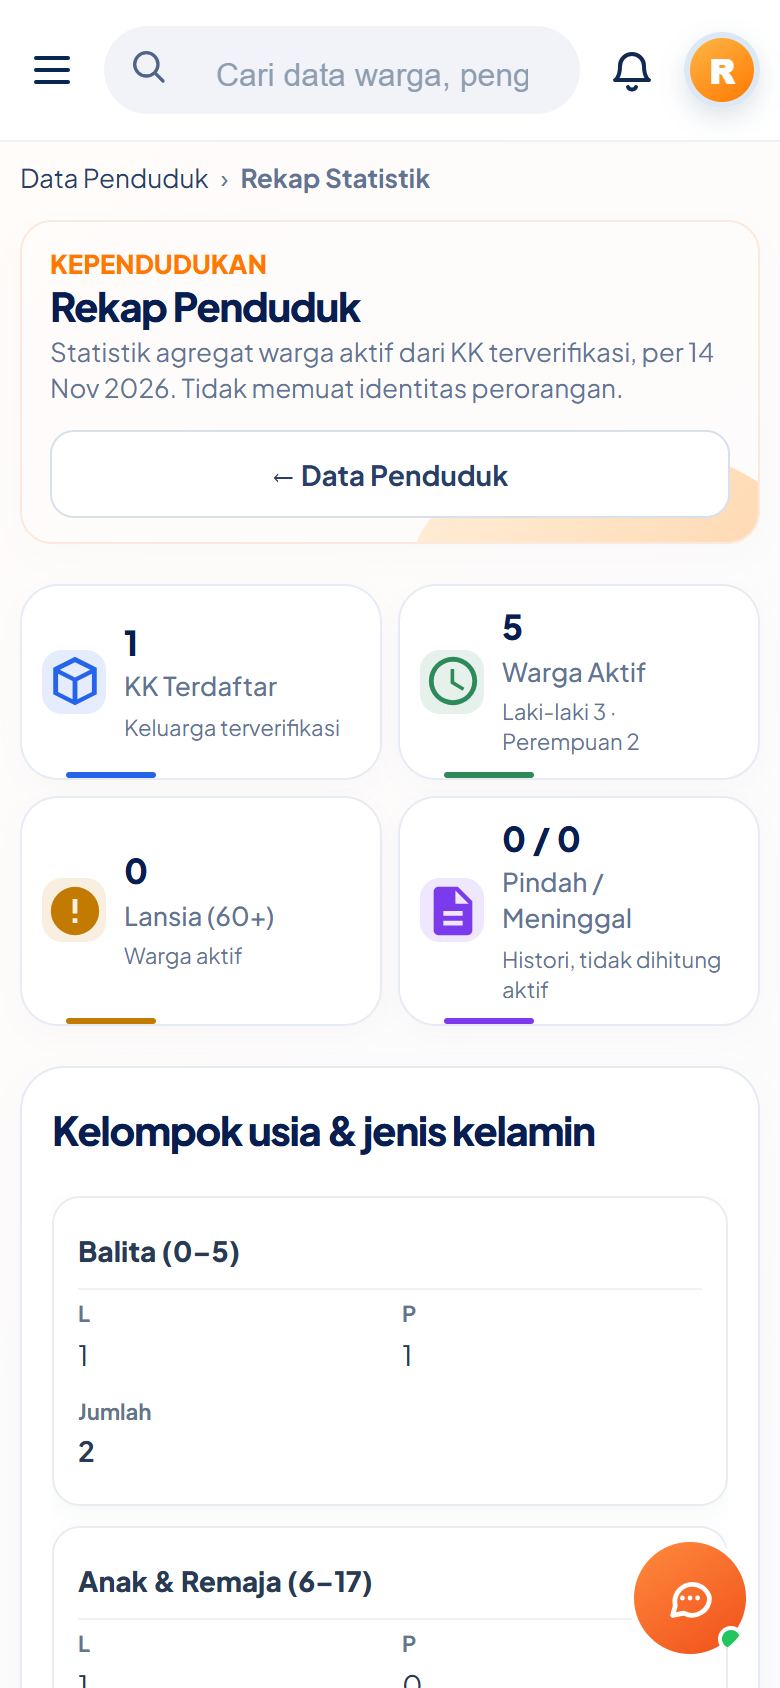 Cari data warga, peng
R
Data Penduduk › Rekap Statistik
KEPENDUDUKAN
Rekap Penduduk
Statistik agregat warga aktif dari KK terverifikasi, per 14
Nov 2026. Tidak memuat identitas perorangan.
← Data Penduduk
1
KK Terdaftar
Keluarga terverifikasi
5
Warga Aktif
Laki-laki 3 ·
Perempuan 2
0
Lansia (60+)
Warga aktif
0 / 0
Pindah /
Meninggal
Histori, tidak dihitung
aktif
Kelompok usia & jenis kelamin
Balita (0–5)
L P
1 1
Jumlah
2
Anak & Remaja (6–17)
L P
1 0